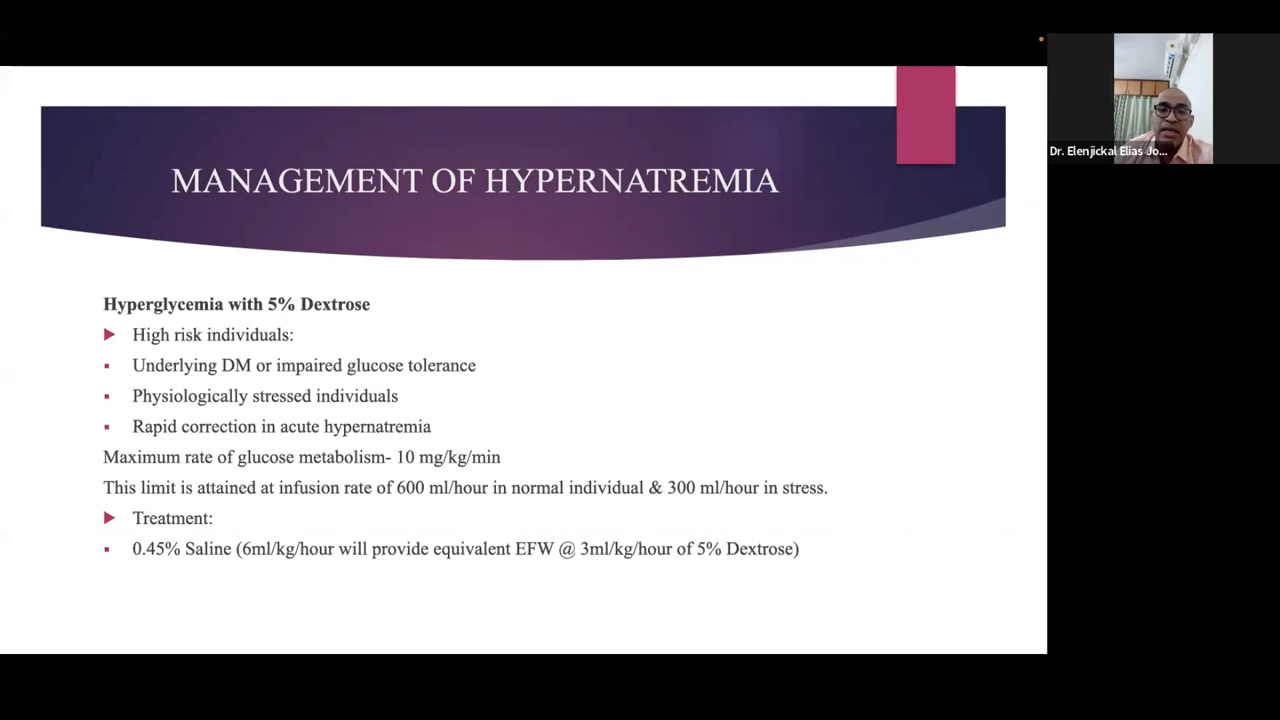 MANAGEMENT OF HYPERNATREMIA
Hyperglycemia with 5% Dextrose
High risk individuals:
Underlying DM or impaired glucose tolerance
Physiologically stressed individuals
Rapid correction in acute hypernatremia
Maximum rate of glucose metabolism- 10 mg/kg/min
This limit is attained at infusion rate of 600 ml/hour in normal individual & 300 ml/hour in stress.
Treatment:
0.45% Saline (6ml/kg/hour will provide equivalent EFW @ 3ml/kg/hour of 5% Dextrose)
Dr. Elenjickal Elias Jo...